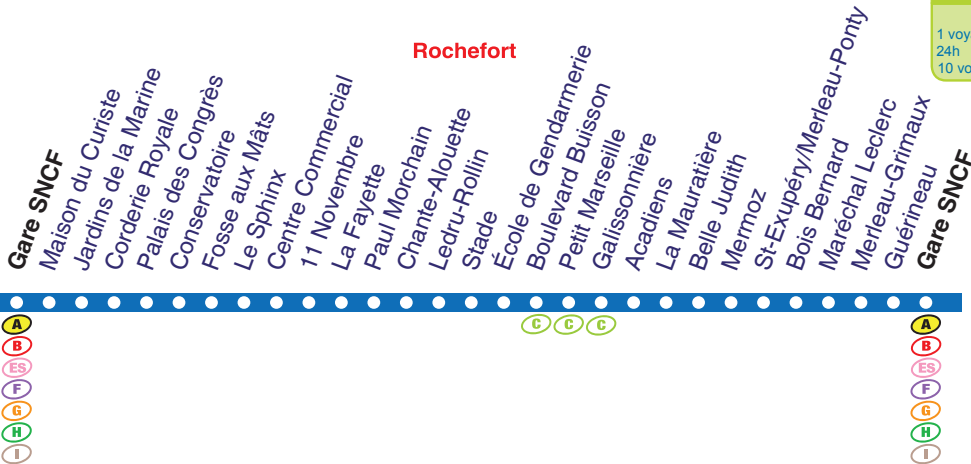 Rochefort
1 voy
24h
10 vo
Gare SNCF
Maison du Curiste
Jardins de la Marine
Corderie Royale
Palais des Congrès
Conservatoire
Fosse aux Mâts
Le Sphinx
Centre Commercial
11 Novembre
La Fayette
Paul Morchain
Chante-Alouette
Ledru-Rollin
Stade
École de Gendarmerie
Boulevard Buisson
Petit Marseille
Galissonnière
Acadiens
La Mauratière
Belle Judith
Mermoz
St-Exupéry/Merleau-Ponty
Bois Bernard
Maréchal Leclerc
Merleau-Grimaux
Guérineau
Gare SNCF
A C C C A
B B
ES ES
F F
G G
H H
I I